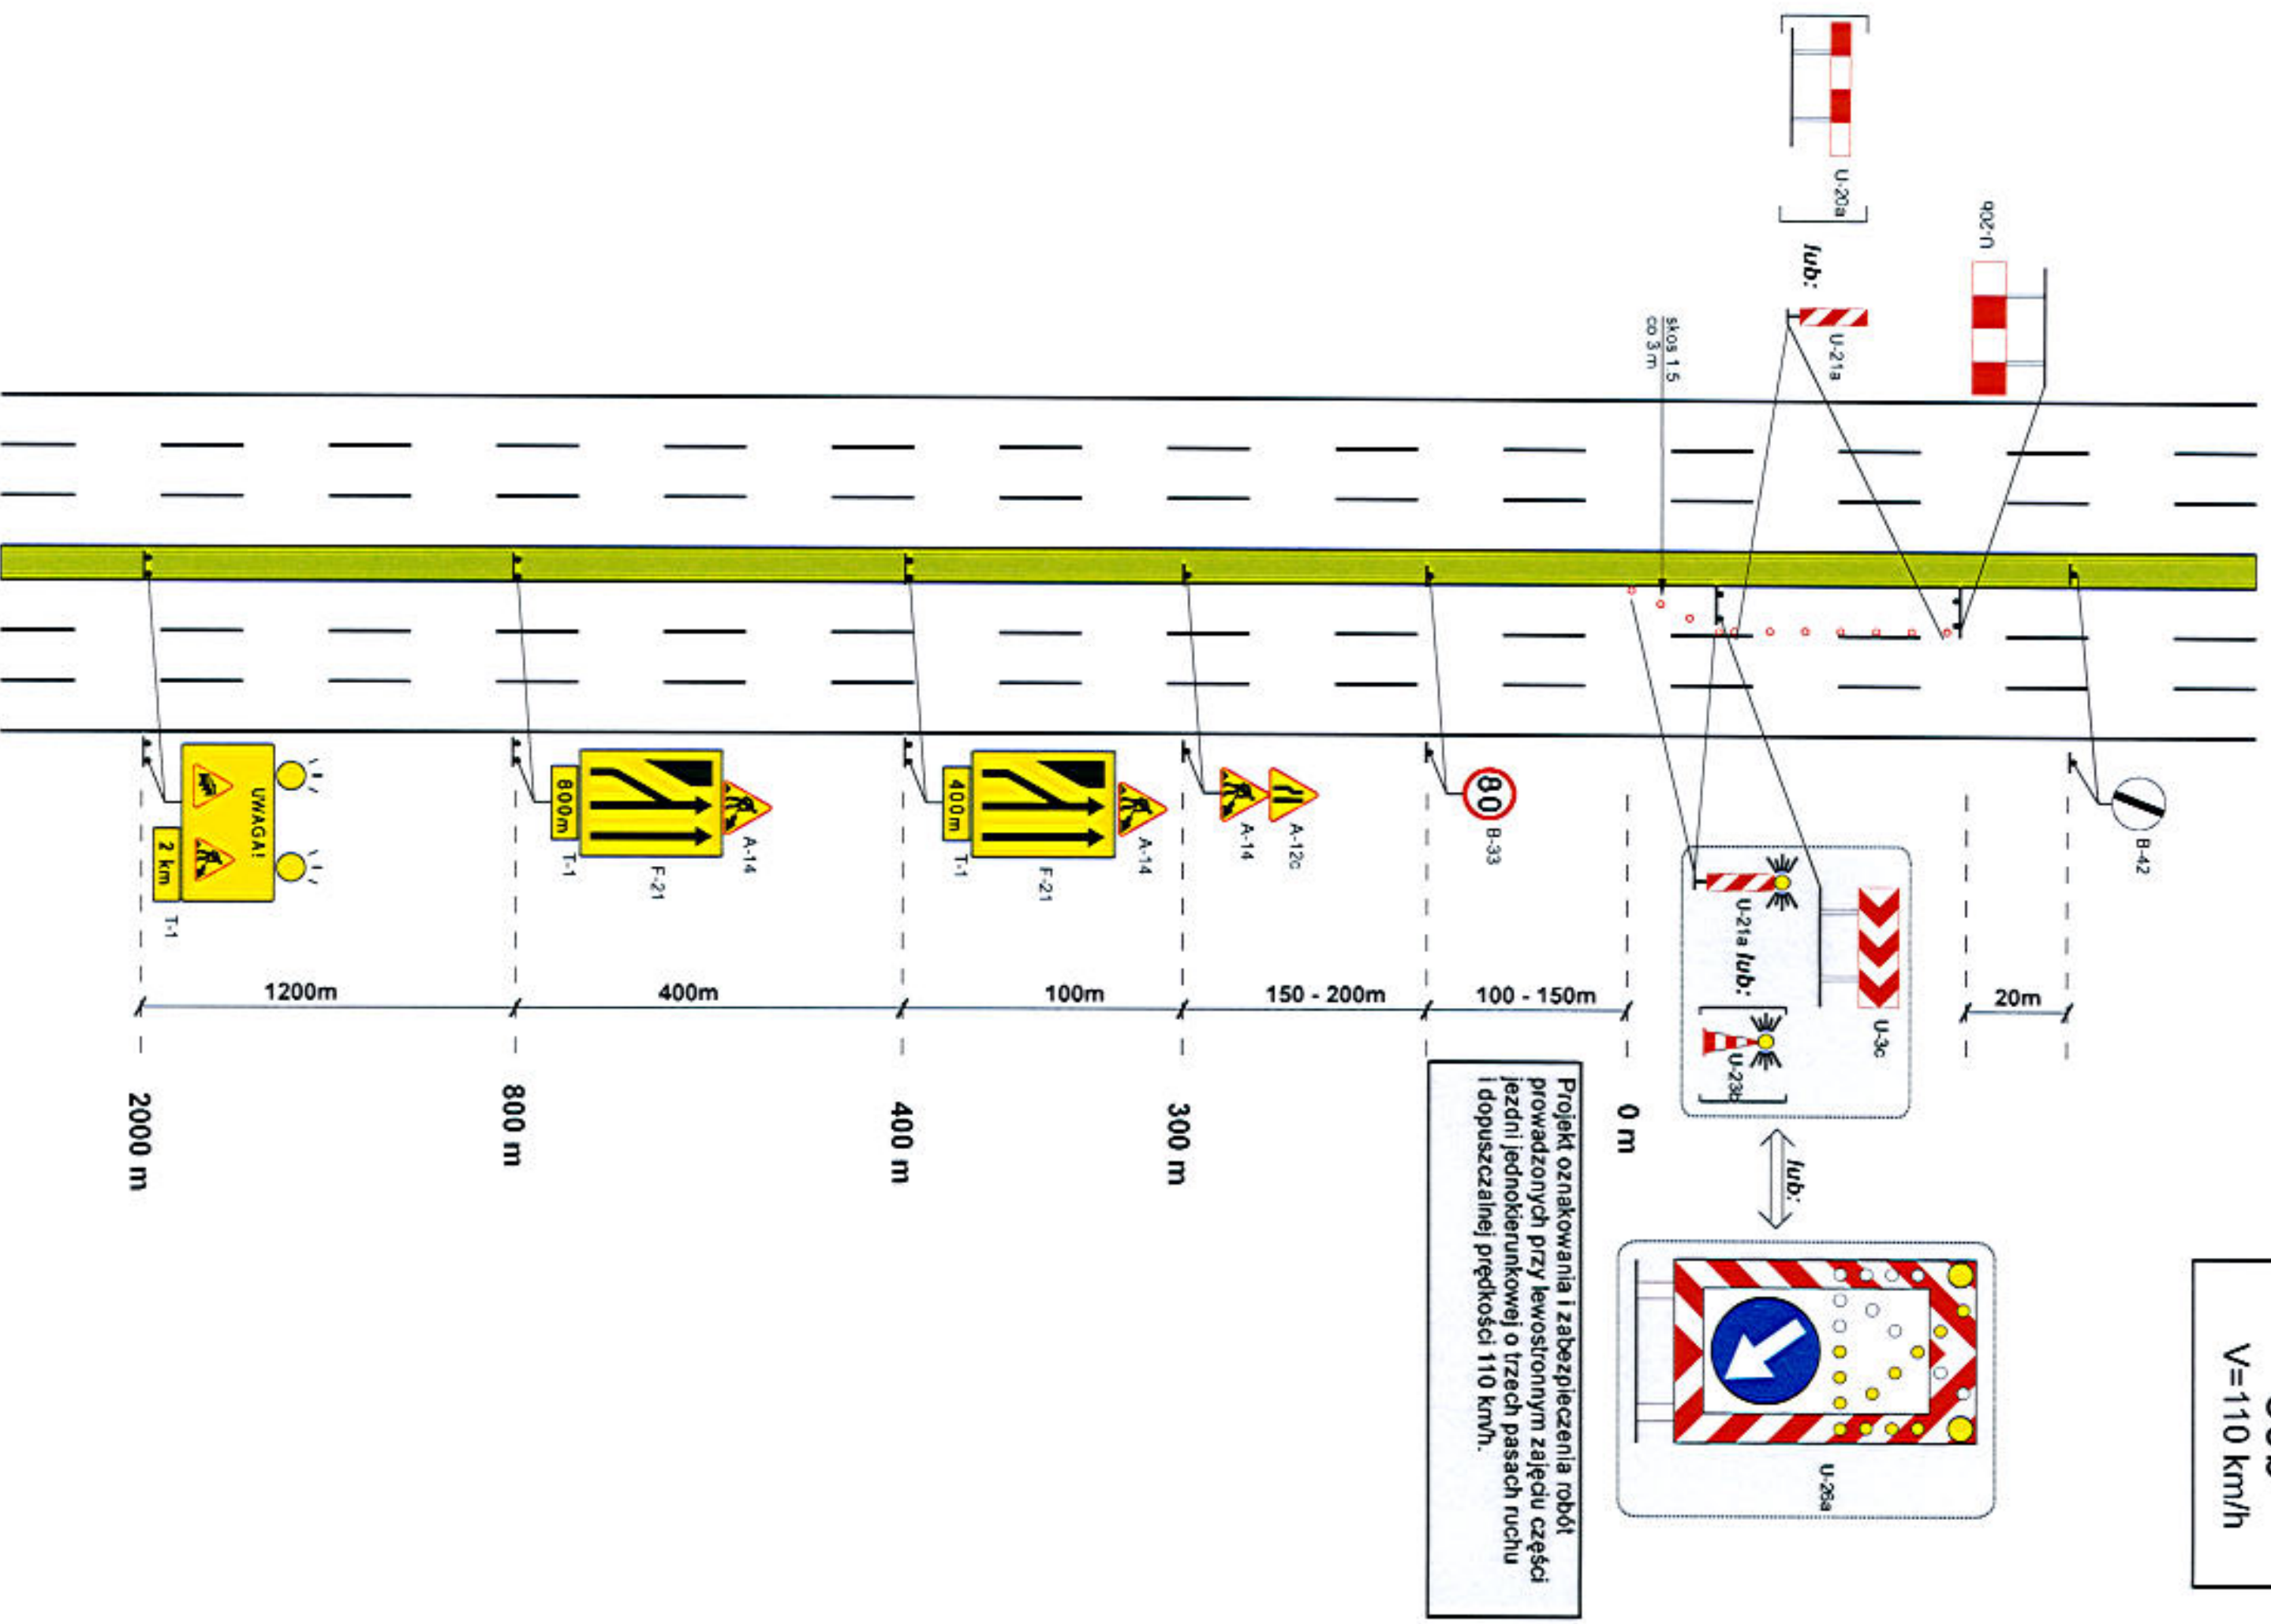 V=110 km/h
B-42
20m
U-20b
U-20a
lub:
U-21a
skos 1:5
co 3 m
U-3c
U-21a lub:
U-23b
lub:
U-26a
0 m
100 - 150m
80
B-33
150 - 200m
A-12c
A-14
300 m
100m
A-14
F-21
400m
T-1
400 m
400m
A-14
F-21
800m
T-1
800 m
1200m
UWAGA!
2 km
T-1
2000 m
Projekt oznakowania i zabezpieczenia robót
prowadzonych przy lewostronnym zajęciu części
jezdni jednokierunkowej o trzech pasach ruchu
i dopuszczalnej prędkości 110 km/h.